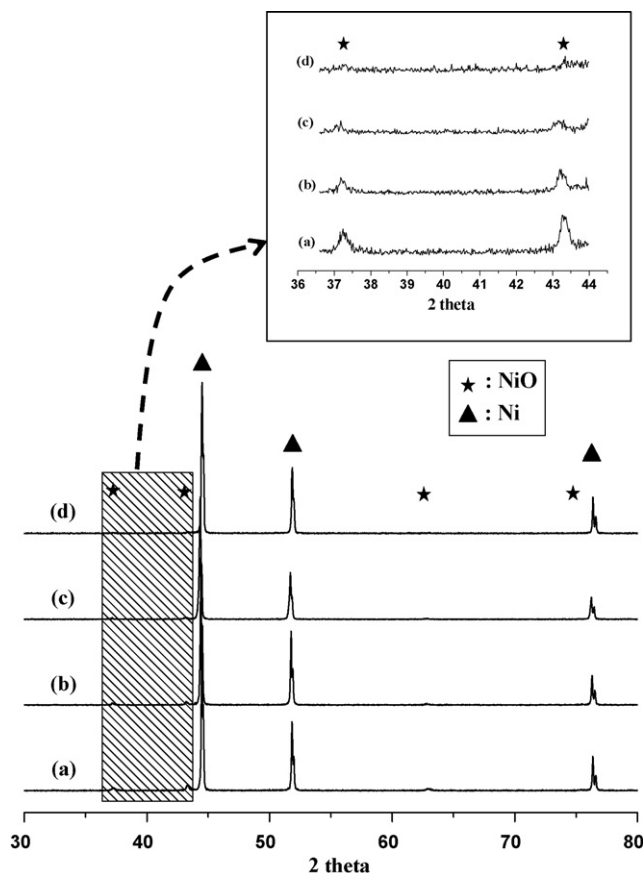 (d)
(c)
(b)
(a)
36 37 38 39 40 41 42 43 44
2 theta
★ : NiO
▲ : Ni
(d)
(c)
(b)
(a)
30 40 50 60 70 80
2 theta